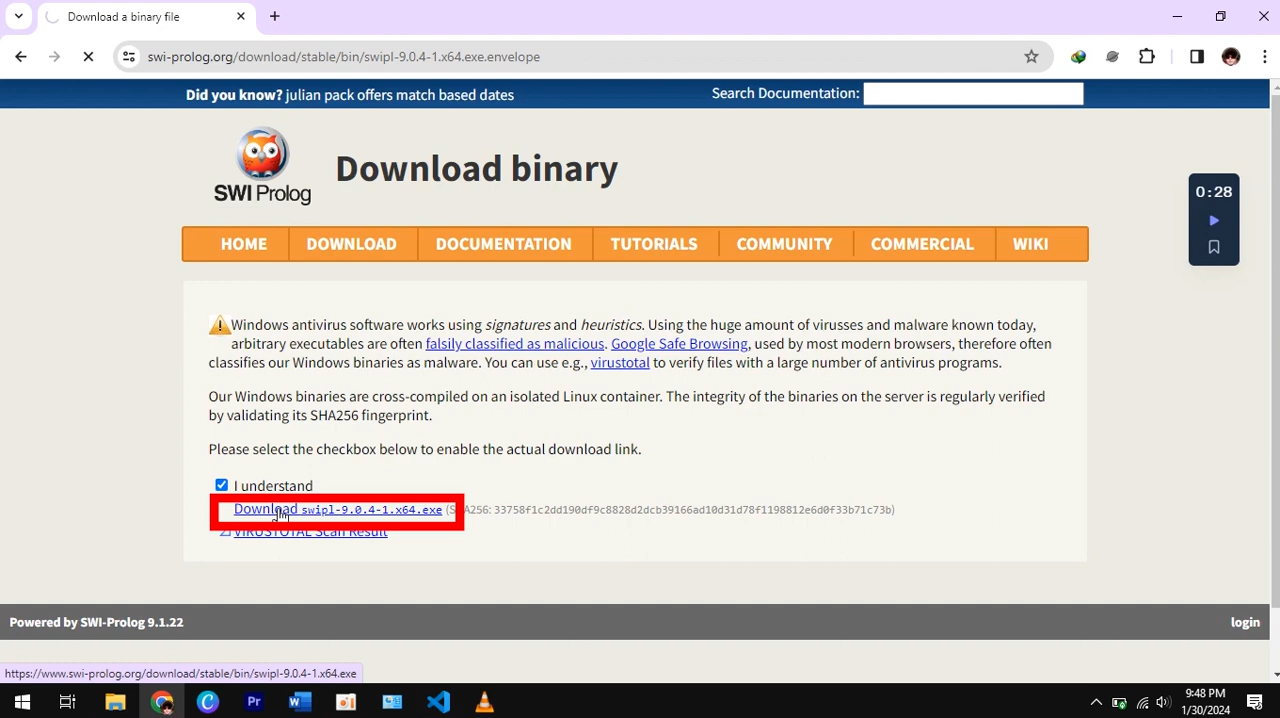 Download a binary file
swi-prolog.org/download/stable/bin/swipl-9.0.4-1.x64.exe.envelope
Did you know? julian pack offers match based dates
Search Documentation:
SWI Prolog
Download binary
0:28
HOME DOWNLOAD DOCUMENTATION TUTORIALS COMMUNITY COMMERCIAL WIKI
Windows antivirus software works using signatures and heuristics. Using the huge amount of virusses and malware known today,
arbitrary executables are often falsily classified as malicious. Google Safe Browsing, used by most modern browsers, therefore often
classifies our Windows binaries as malware. You can use e.g., virustotal to verify files with a large number of antivirus programs.
Our Windows binaries are cross-compiled on an isolated Linux container. The integrity of the binaries on the server is regularly verified
by validating its SHA256 fingerprint.
Please select the checkbox below to enable the actual download link.
I understand
Download swipl-9.0.4-1.x64.exe (SHA256: 33758f1c2dd190df9c8828d2dcb39166ad10d31d78f1198812e6d0f33b71c73b)
VIRUSTOTAL Scan Result
Powered by SWI-Prolog 9.1.22
login
https://www.swi-prolog.org/download/stable/bin/swipl-9.0.4-1.x64.exe
9:48 PM
1/30/2024